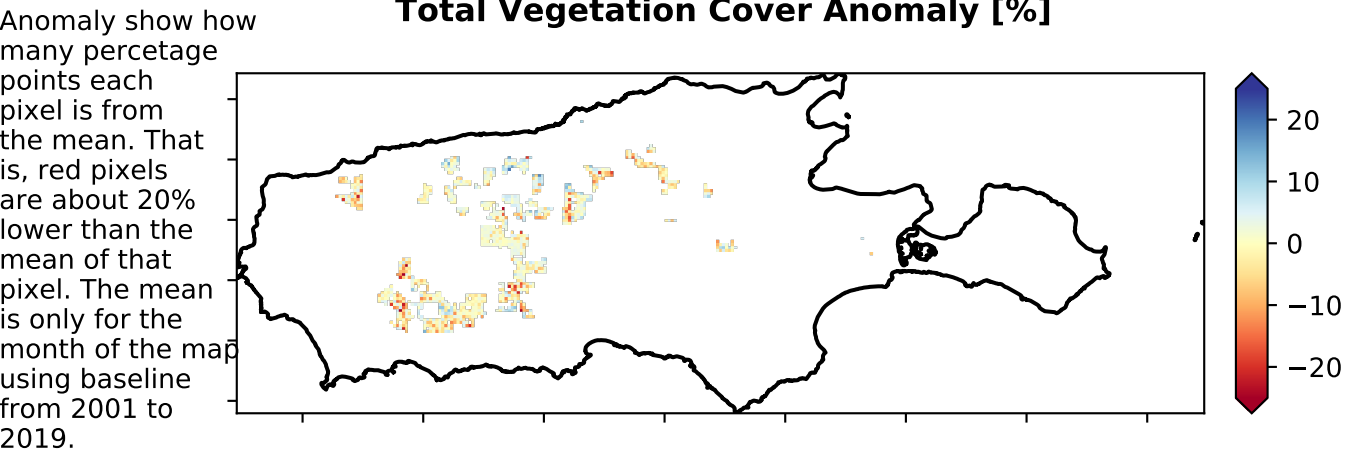 Total Vegetation Cover Anomaly [%]
Anomaly show how
many percetage
points each
pixel is from
the mean. That
is, red pixels
are about 20%
lower than the
mean of that
pixel. The mean
is only for the
month of the map
using baseline
from 2001 to
2019.
20
10
0
−10
−20